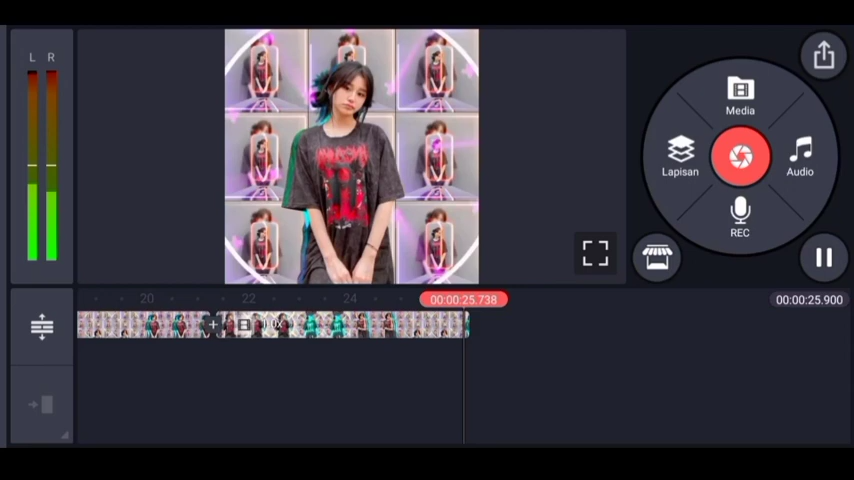 L R
Media
Lapisan
Audio
REC
20 22 24
00:00:25.738
00:00:25.900